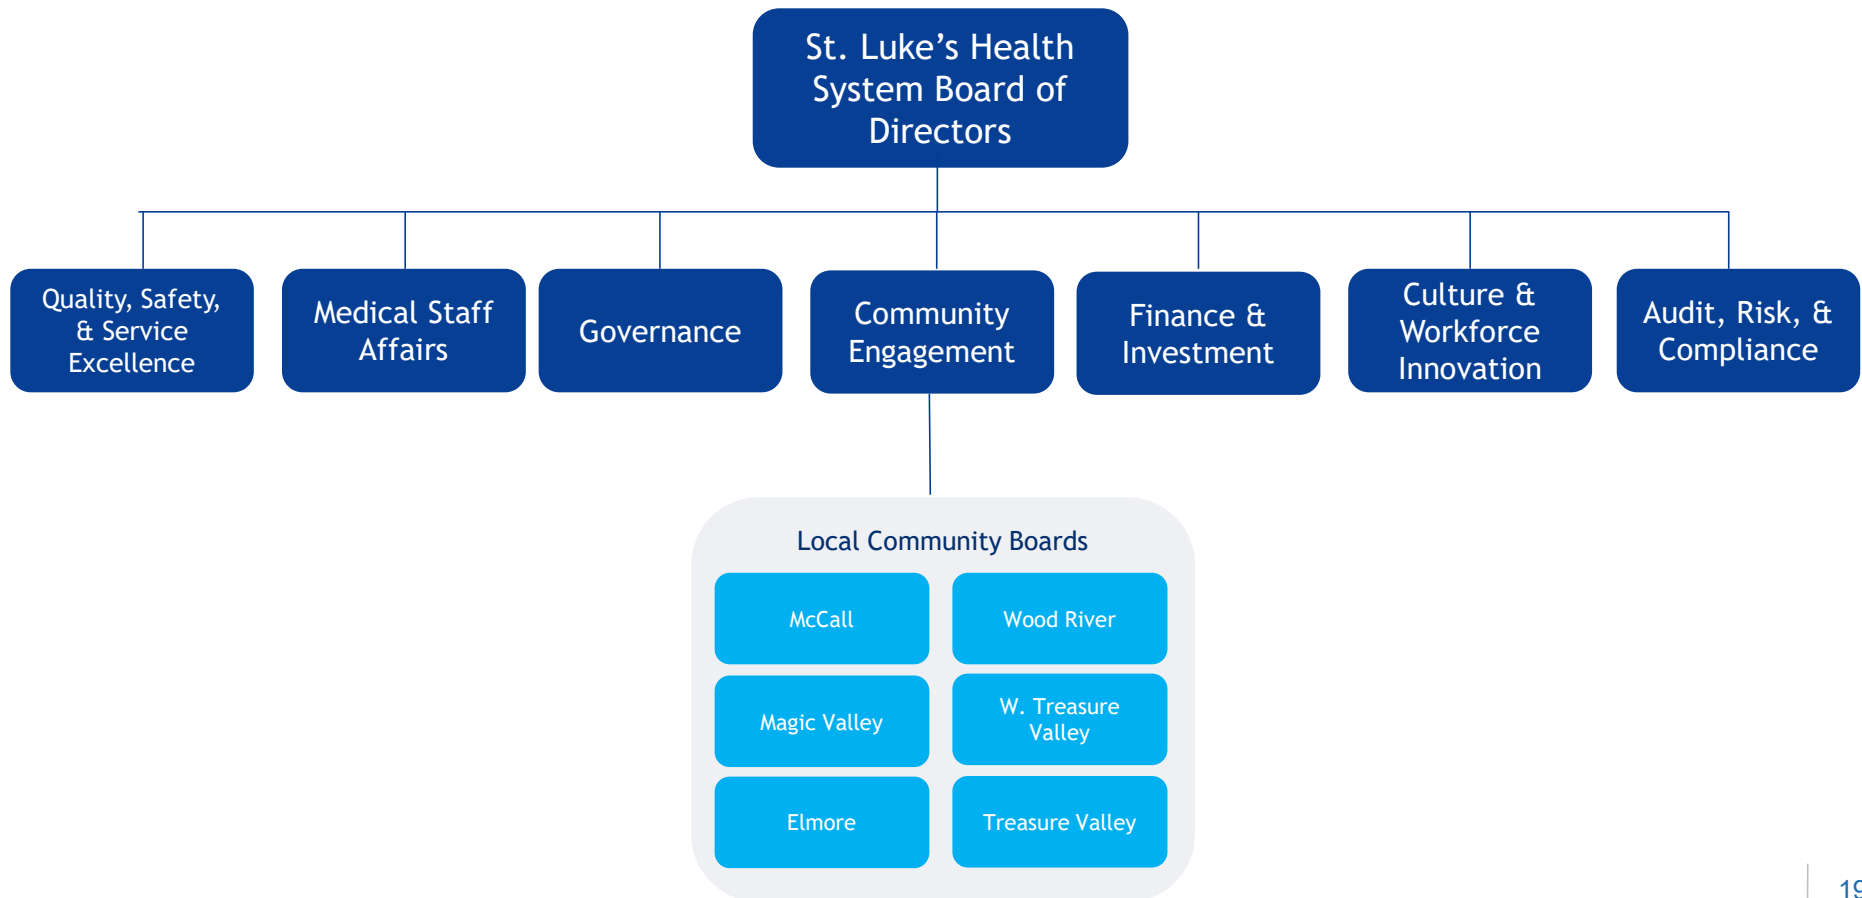 St. Luke’s Health
System Board of
Directors
Quality, Safety,
& Service
Excellence
Medical Staff
Affairs
Governance
Community
Engagement
Finance &
Investment
Culture &
Workforce
Innovation
Audit, Risk, &
Compliance
Local Community Boards
McCall
Wood River
Magic Valley
W. Treasure
Valley
Elmore
Treasure Valley
19